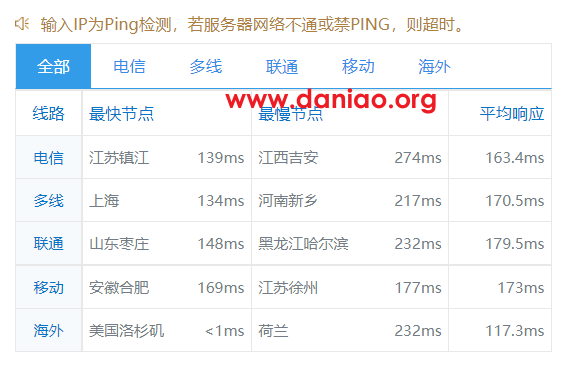 输入IP为Ping检测，若服务器网络不通或禁PING，则超时。
全部 电信 多线 联通 移动 海外
www.daniao.org
线路 最快节点 最慢节点 平均响应
电信 江苏镇江 139ms 江西吉安 274ms 163.4ms
多线 上海 134ms 河南新乡 217ms 170.5ms
联通 山东枣庄 148ms 黑龙江哈尔滨 232ms 179.5ms
移动 安徽合肥 169ms 江苏徐州 177ms 173ms
海外 美国洛杉矶 <1ms 荷兰 232ms 117.3ms